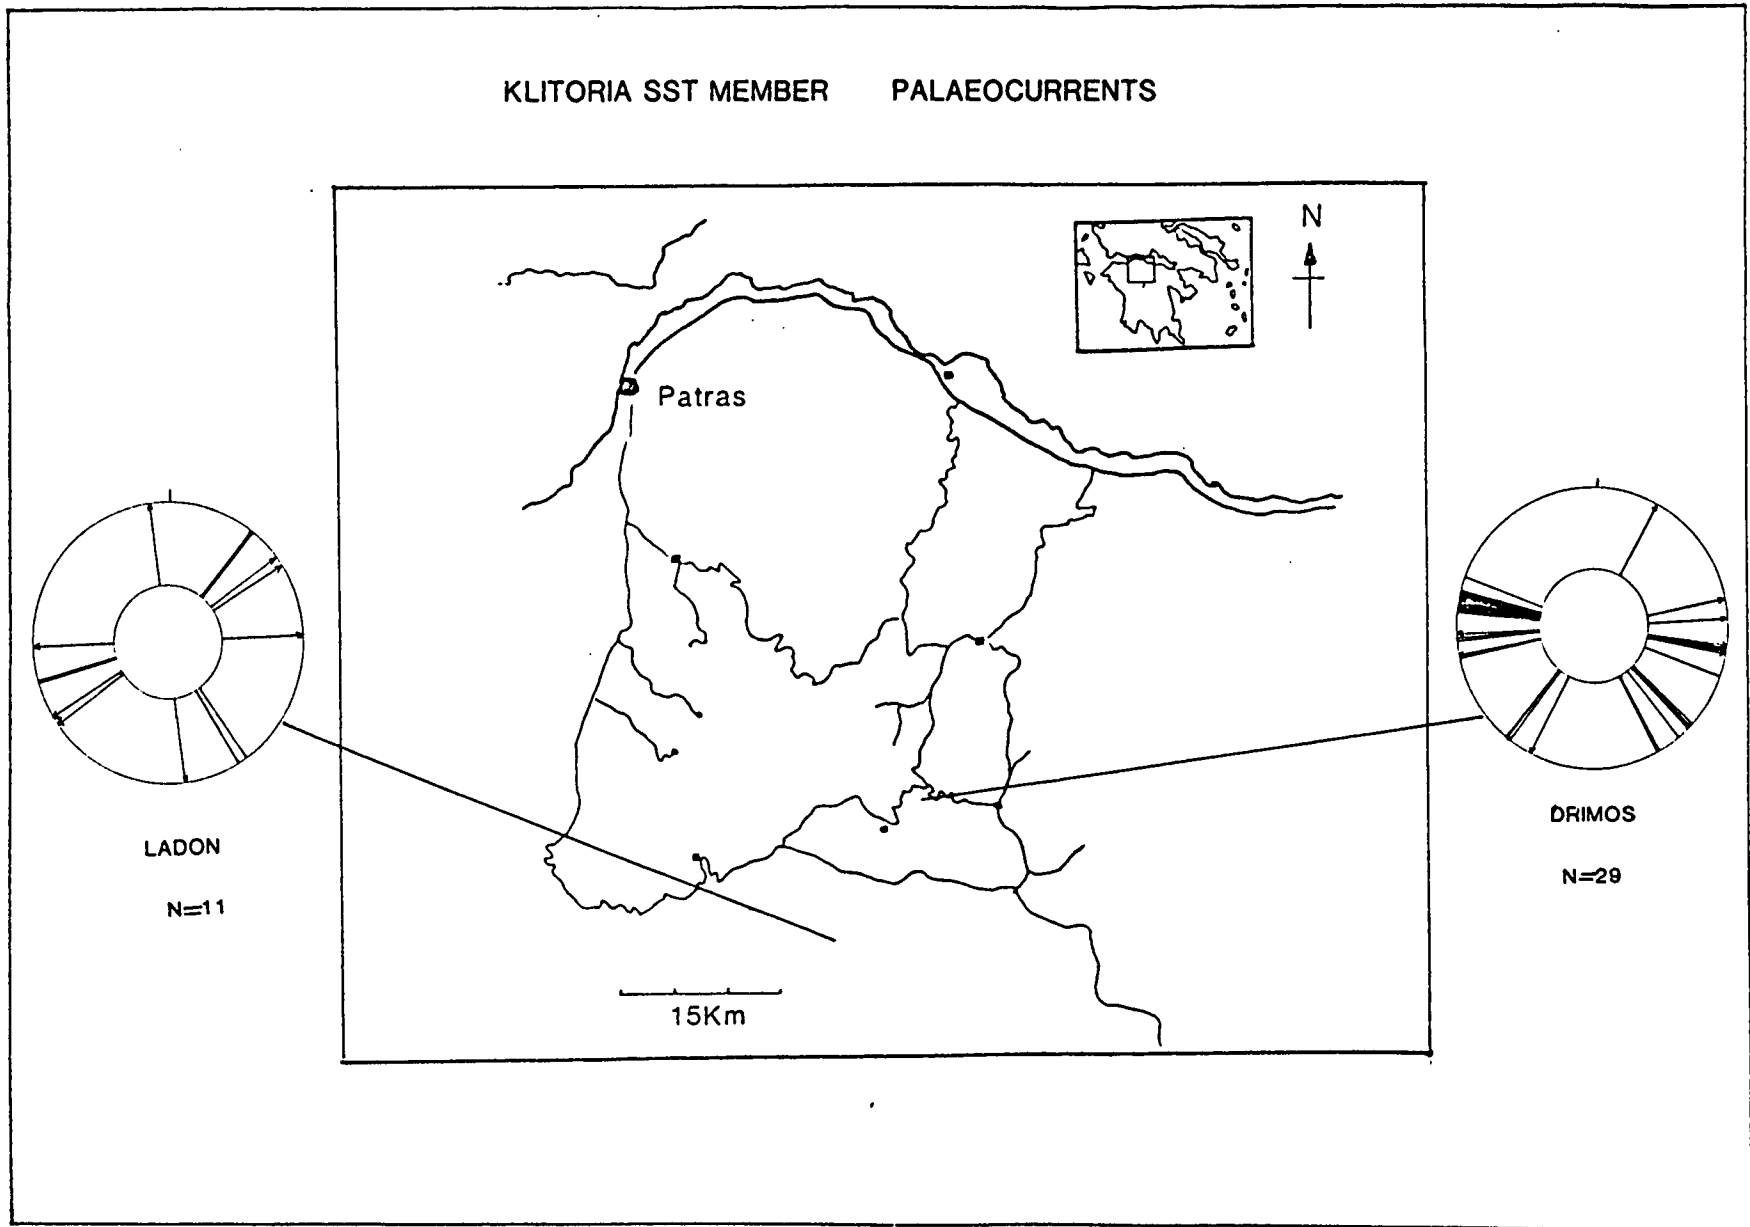 KLITORIA SST MEMBER PALAEOCURRENTS
N
Patras
LADON
N=11
DRIMOS
N=29
15Km